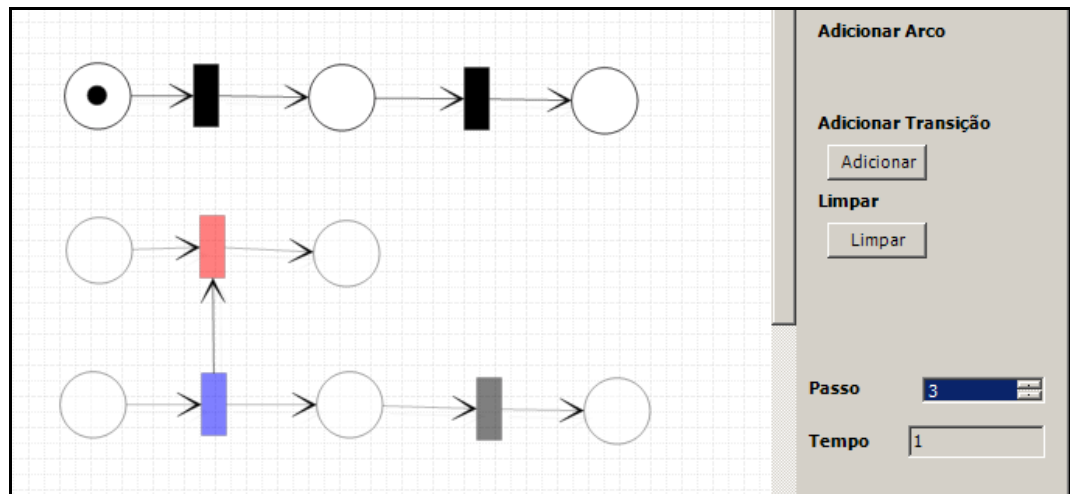 Adicionar Arco
Adicionar Transição
Adicionar
Limpar
Limpar
Passo 3
Tempo 1